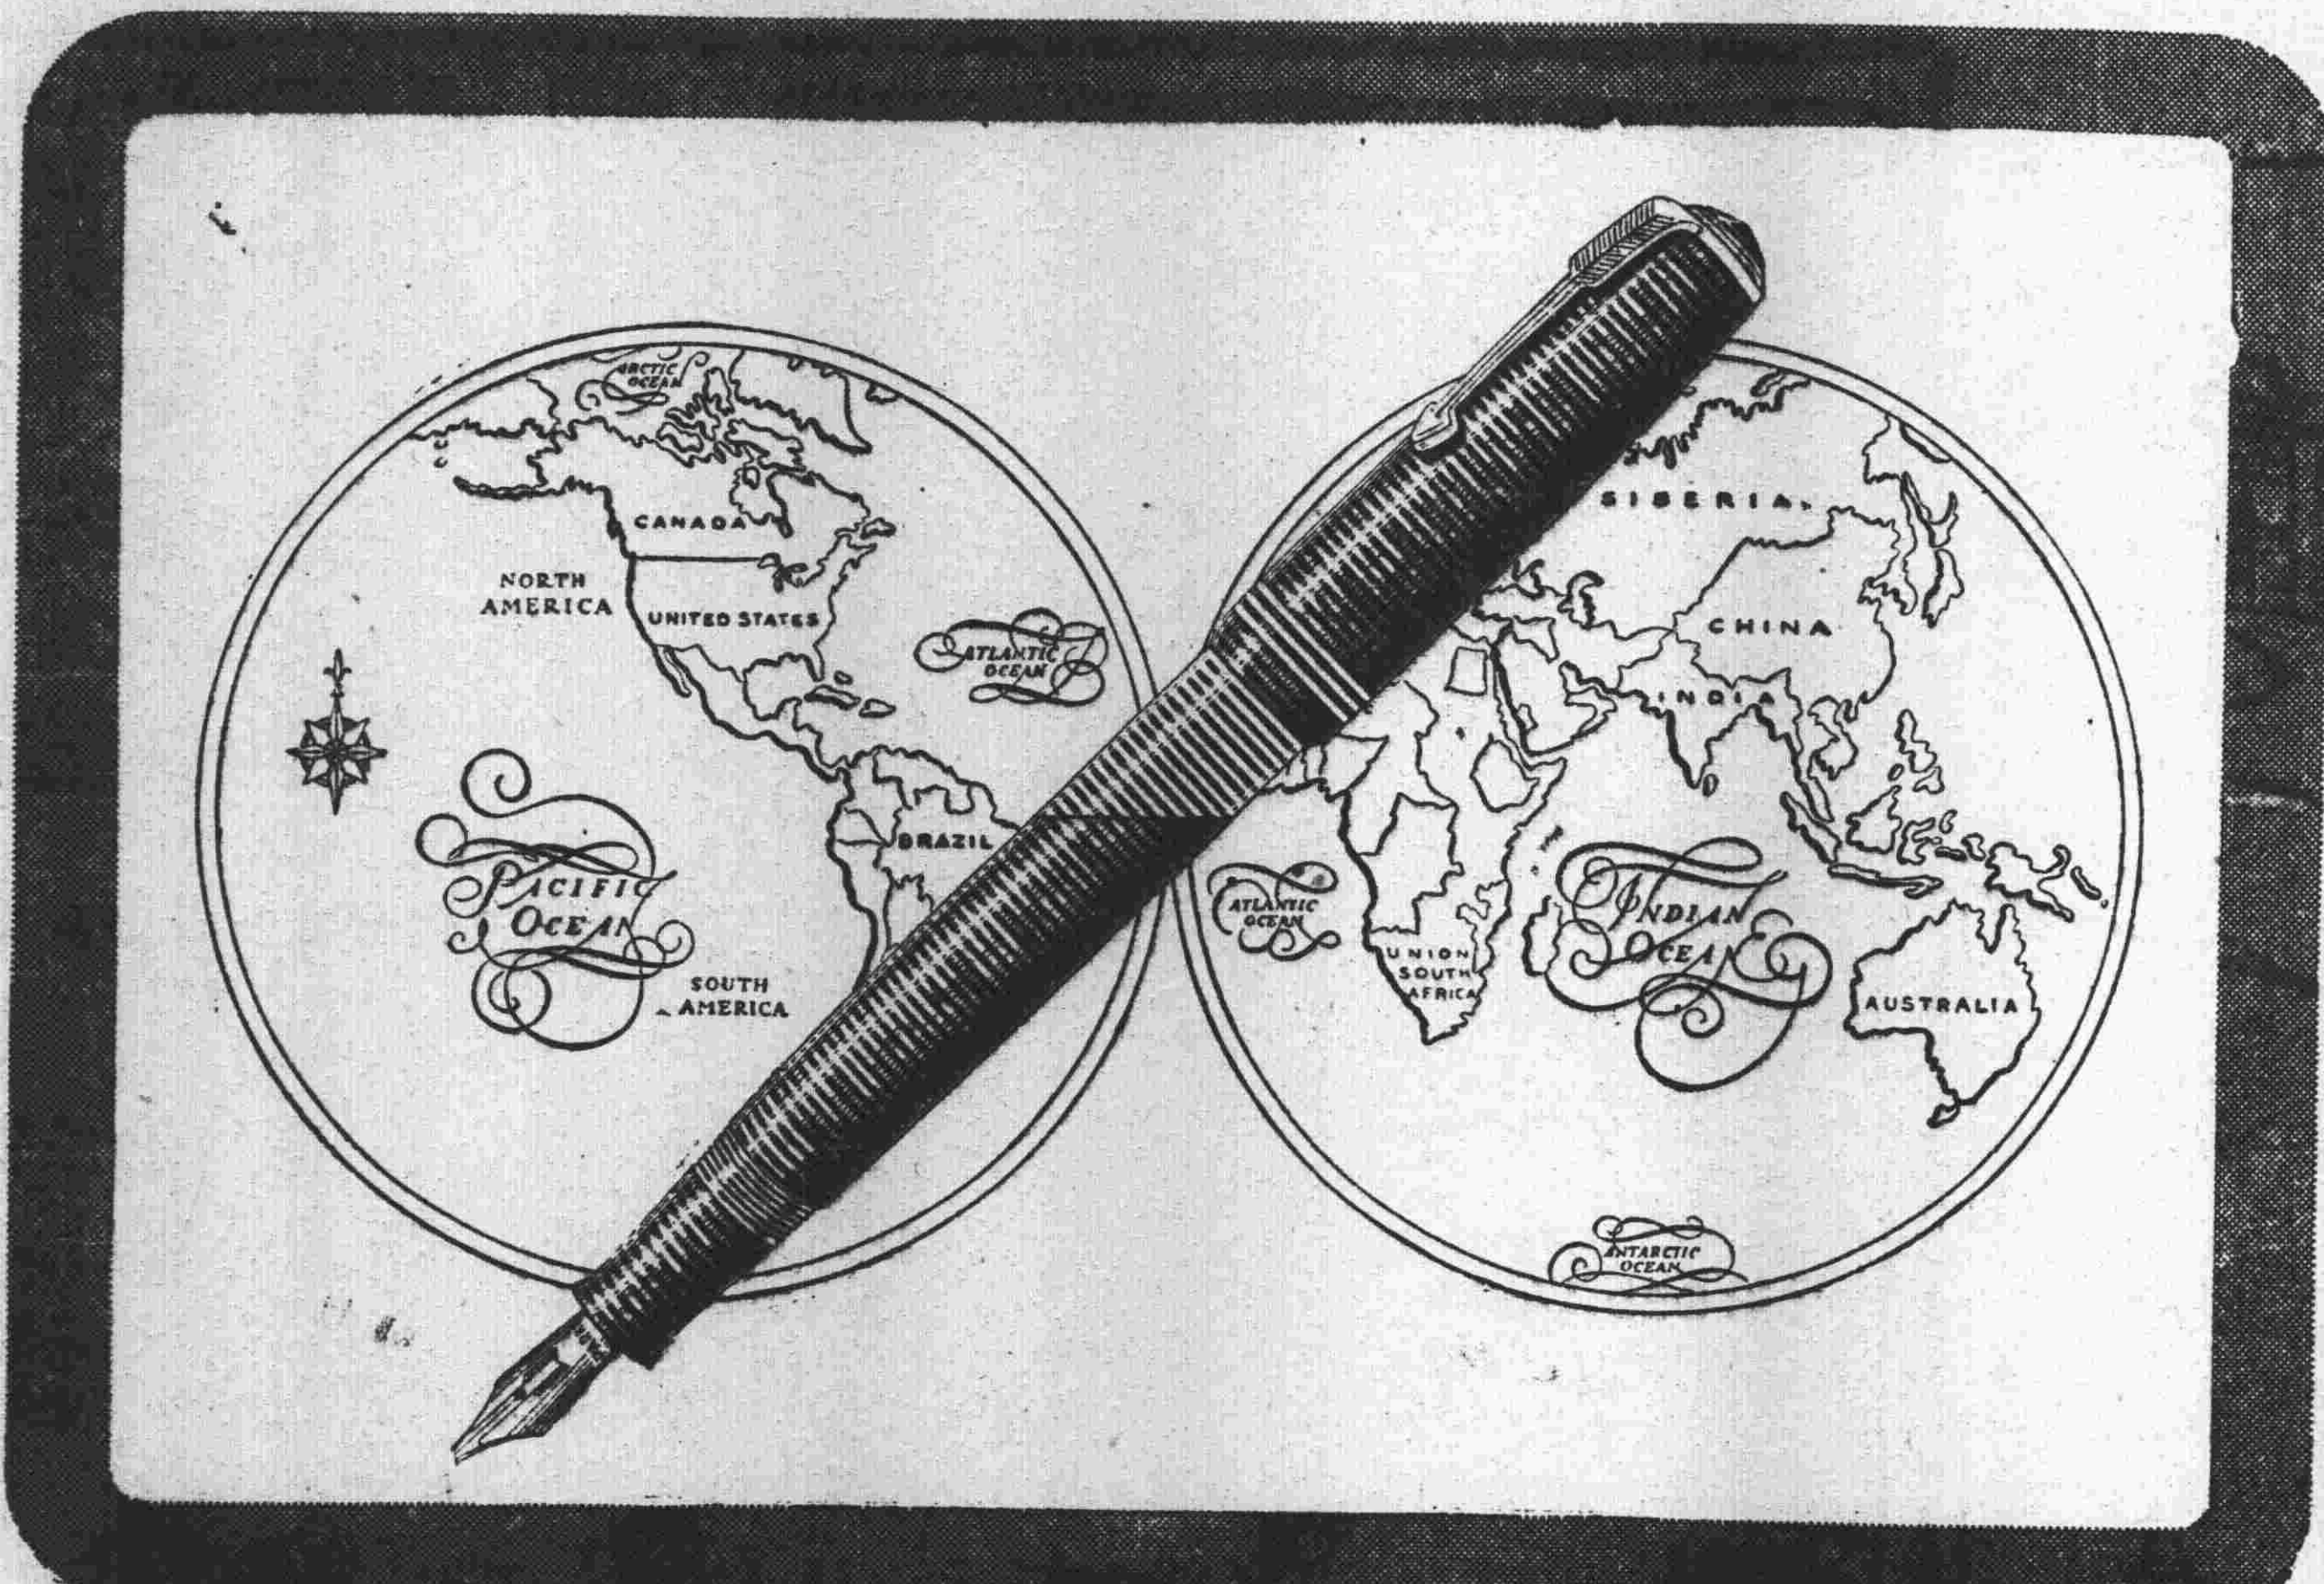 ARCTIC
OCEAN
CANADA
NORTH
AMERICA
UNITED STATES
ATLANTIC
OCEAN
BRAZIL
PACIFIC
OCEAN
SOUTH
AMERICA
SIBERIA
CHINA
INDIA
ATLANTIC
OCEAN
INDIAN
OCEAN
UNION
SOUTH
AFRICA
AUSTRALIA
ANTARCTIC
OCEAN